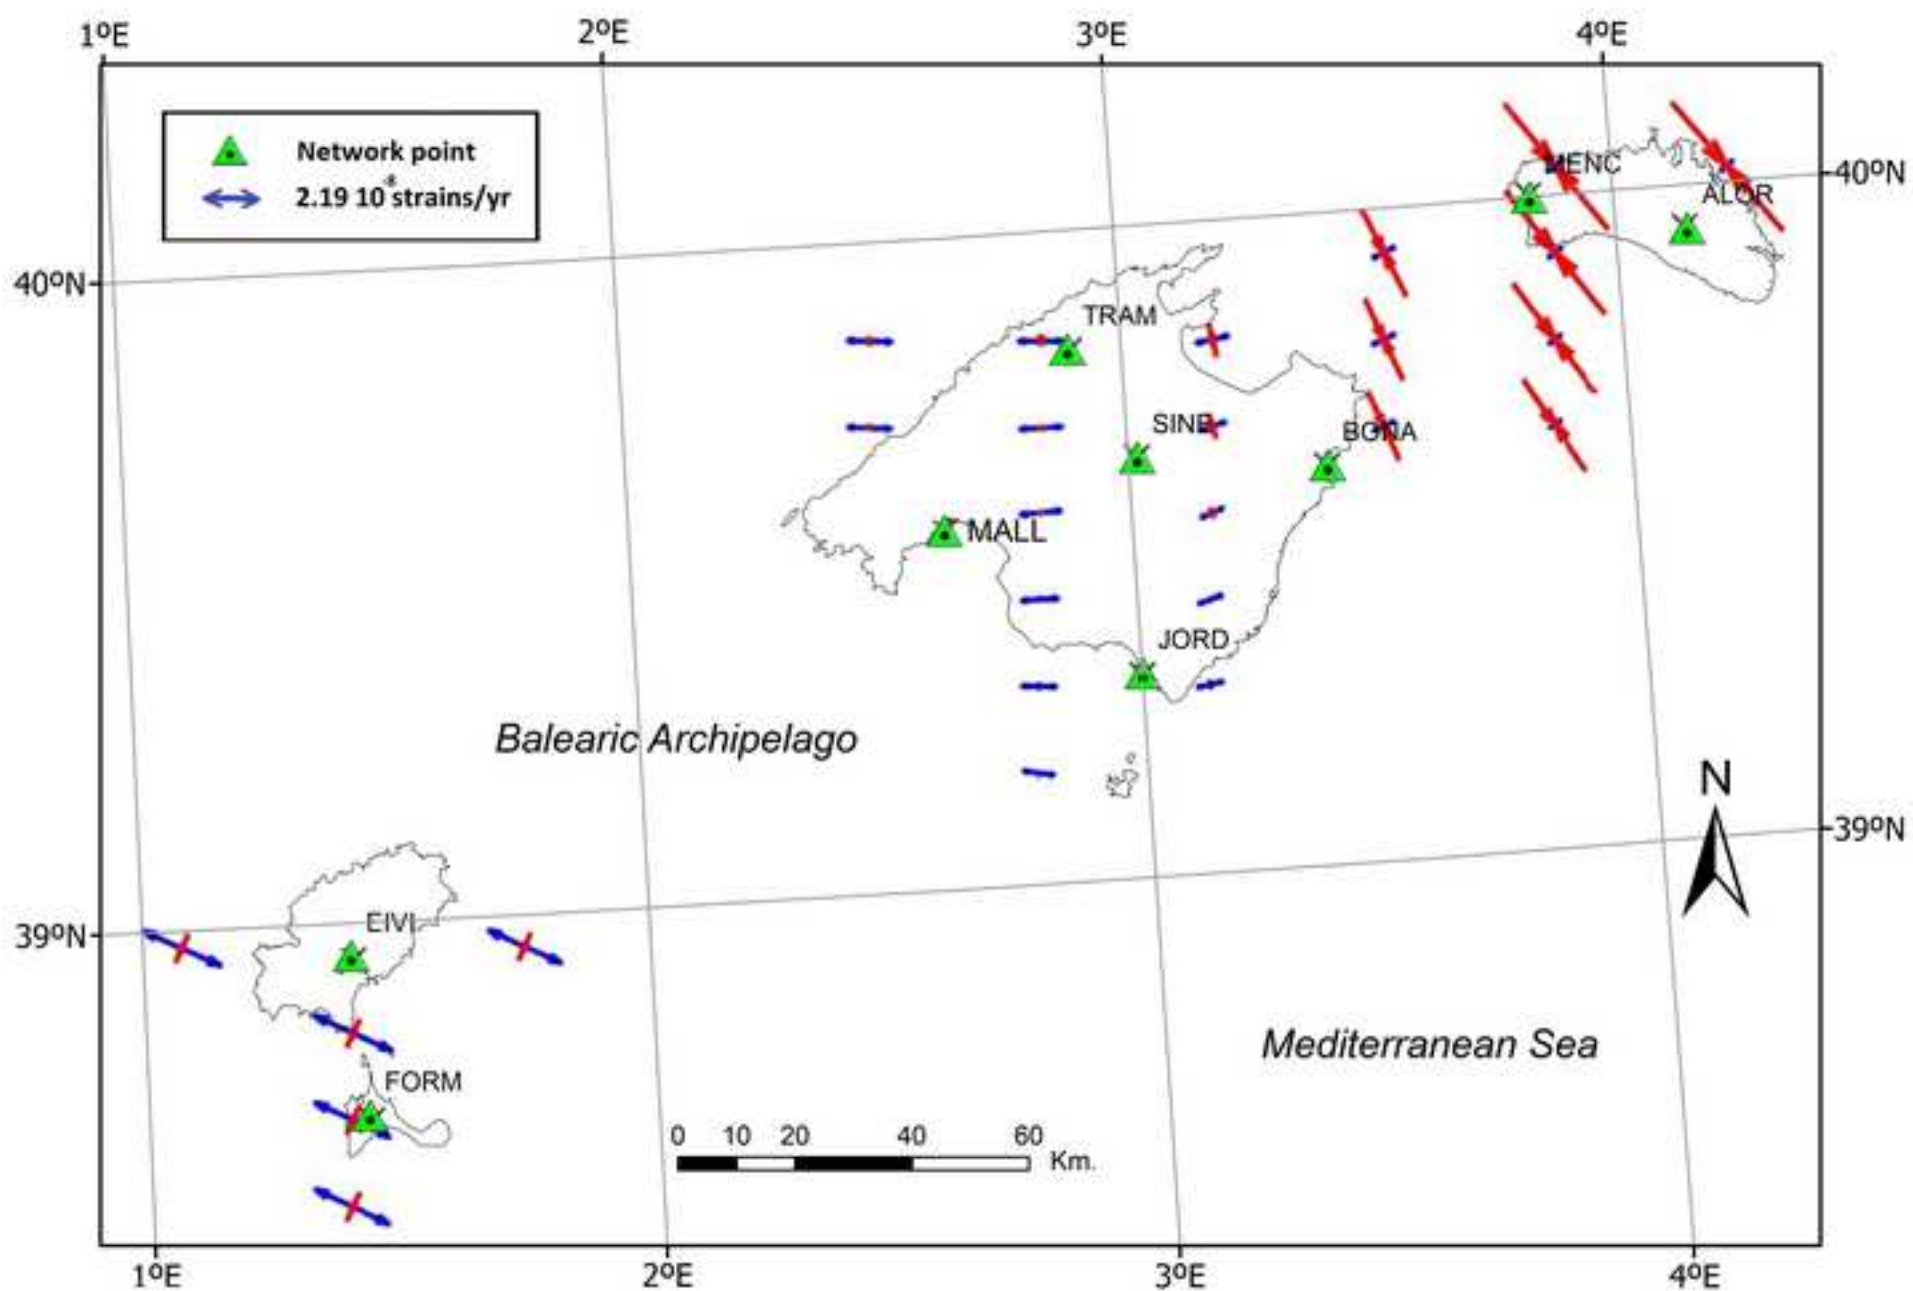 1ºE 2ºE 3ºE 4ºE
Network point
2.19 10⁻⁸ strains/yr
MENC
40ºN
ALOR
40ºN
TRAM
SINE
BONA
MALL
JORD
Balearic Archipelago
N
39ºN
EIVI
39ºN
Mediterranean Sea
FORM
0 10 20 40 60
Km.
1ºE 2ºE 3ºE 4ºE